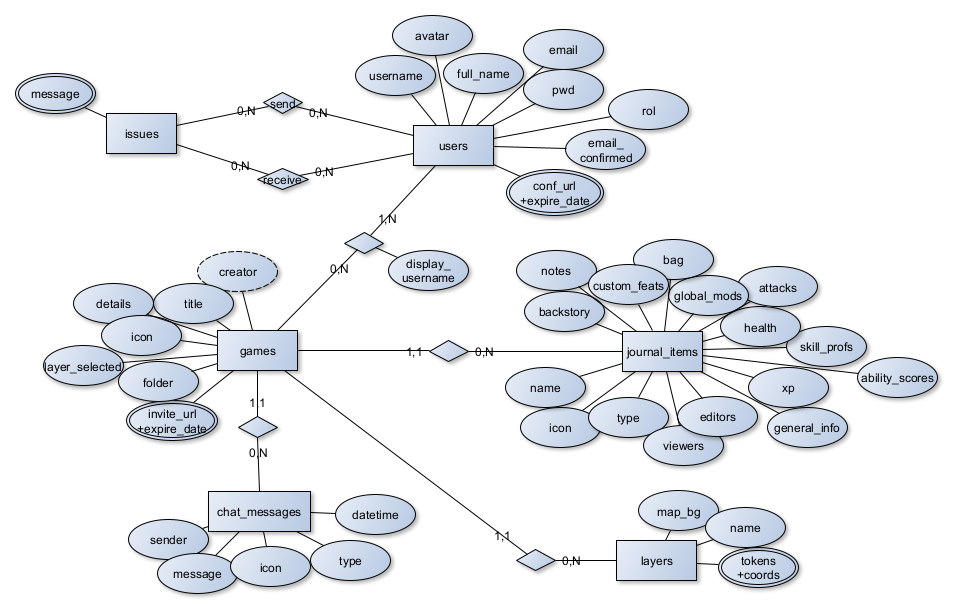 avatar
email
username
full_name
pwd
message
rol
send
0,N
0,N
issues
users
email_
confirmed
0,N
0,N
receive
conf_url
+expire_date
1,N
0,N
display_
username
creator
details
title
icon
games
layer_selected
folder
invite_url
+expire_date
notes
bag
custom_feats
global_mods
attacks
backstory
health
skill_profs
1,1
0,N
journal_items
ability_scores
name
xp
icon
type
editors
general_info
viewers
1,1
0,N
chat_messages
datetime
sender
message
icon
type
map_bg
name
1,1
0,N
layers
tokens
+coords